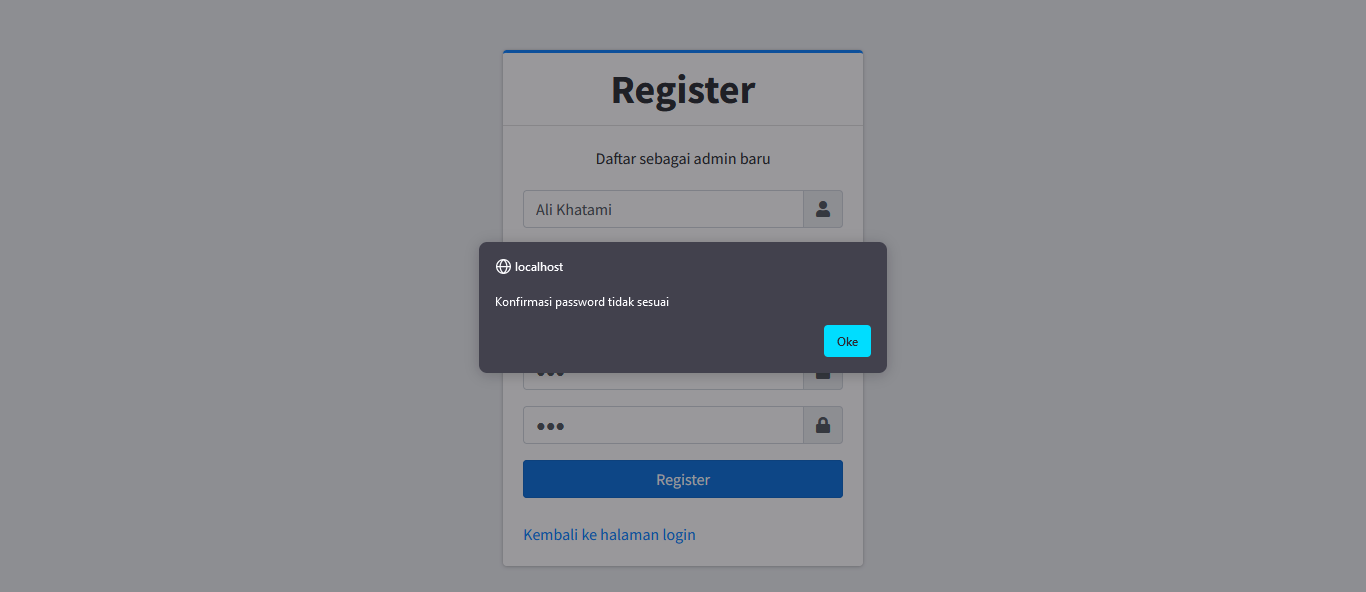 Register
Daftar sebagai admin baru
Ali Khatami
localhost
Konfirmasi password tidak sesuai
Oke
Register
Kembali ke halaman login